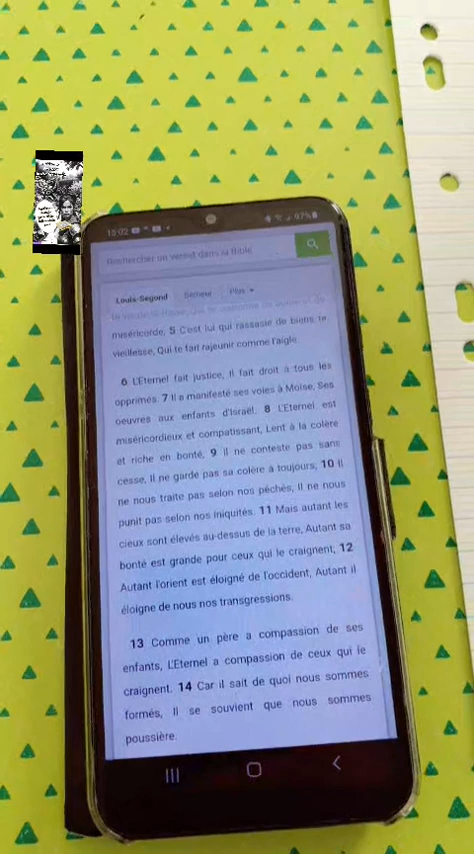 15:02
97%
Rechercher un verset dans la Bible
Louis-Segond Semeur Plus
miséricorde. 5 C'est lui qui rassasie de biens ta
vieillesse, Qui te fait rajeunir comme l'aigle.
6 L'Eternel fait justice, Il fait droit à tous les
opprimés. 7 Il a manifesté ses voies à Moïse, Ses
oeuvres aux enfants d'Israël. 8 L'Eternel est
miséricordieux et compatissant, Lent à la colère
et riche en bonté; 9 Il ne conteste pas sans
cesse, Il ne garde pas sa colère à toujours; 10 Il
ne nous traite pas selon nos péchés, Il ne nous
punit pas selon nos iniquités. 11 Mais autant les
cieux sont élevés au-dessus de la terre, Autant sa
bonté est grande pour ceux qui le craignent; 12
Autant l'orient est éloigné de l'occident, Autant il
éloigne de nous nos transgressions.
13 Comme un père a compassion de ses
enfants, L'Eternel a compassion de ceux qui le
craignent. 14 Car il sait de quoi nous sommes
formés, Il se souvient que nous sommes
poussière.